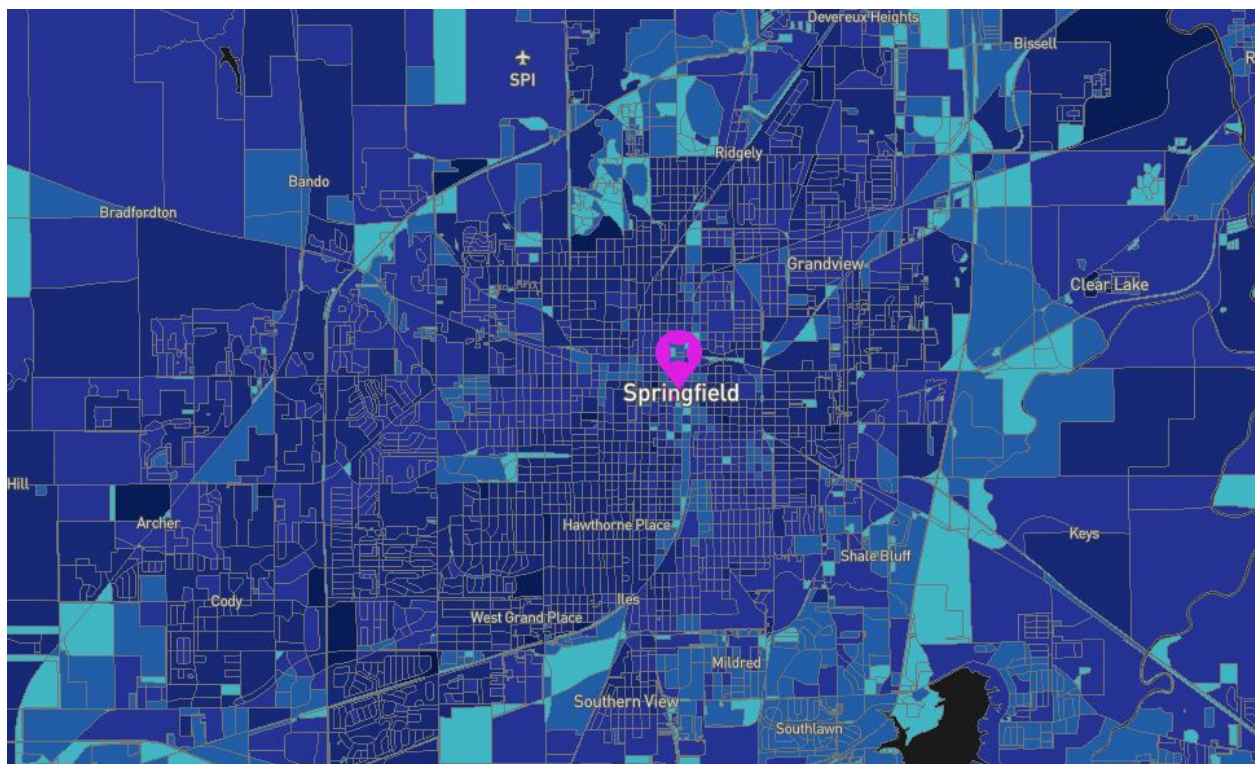 Devereux Heights
Bissell
R
SPI
Ridgely
Bando
Bradfordton
Grandview
Clear Lake
Springfield
Hill
Archer
Hawthorne Place
Keys
Shale Bluff
Cody
Iles
West Grand Place
Mildred
Southern View
Southlawn